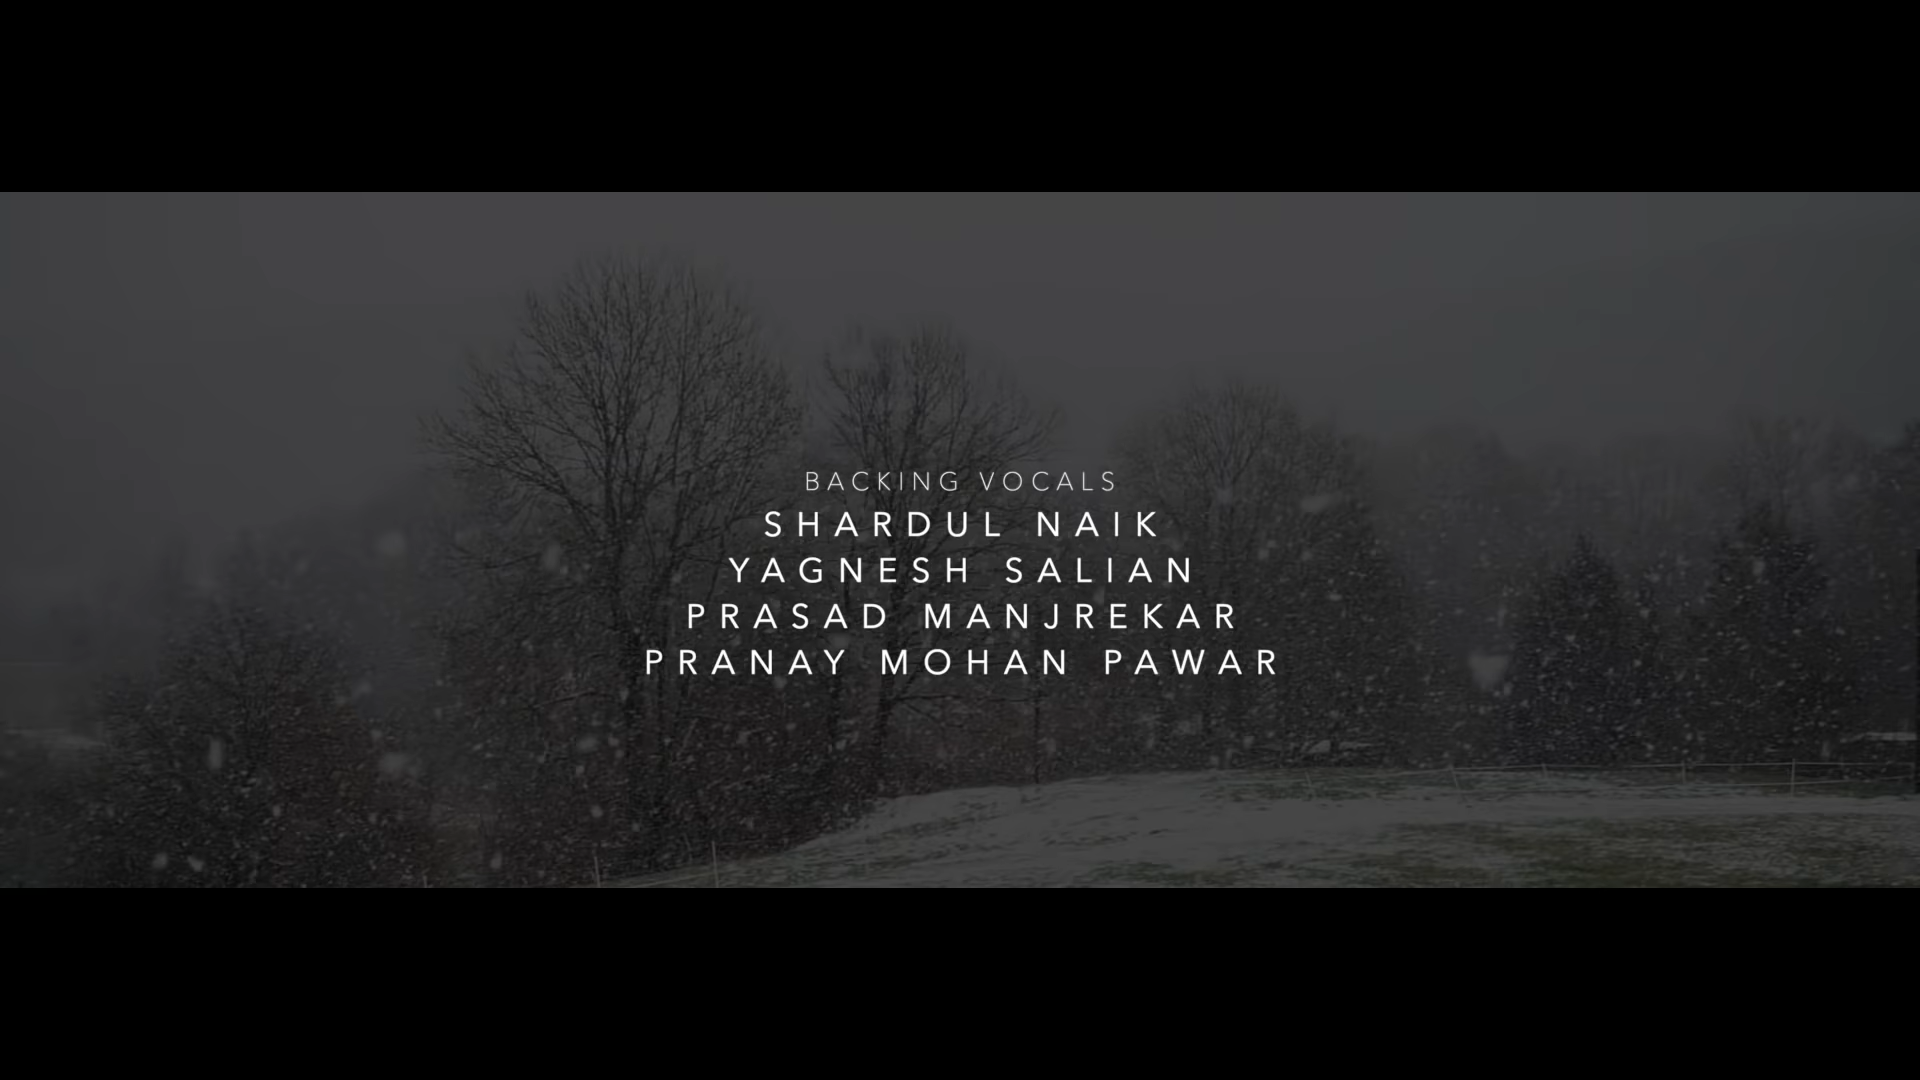 BACKING VOCALS
SHARDUL NAIK
YAGNESH SALIAN
PRASAD MANJREKAR
PRANAY MOHAN PAWAR